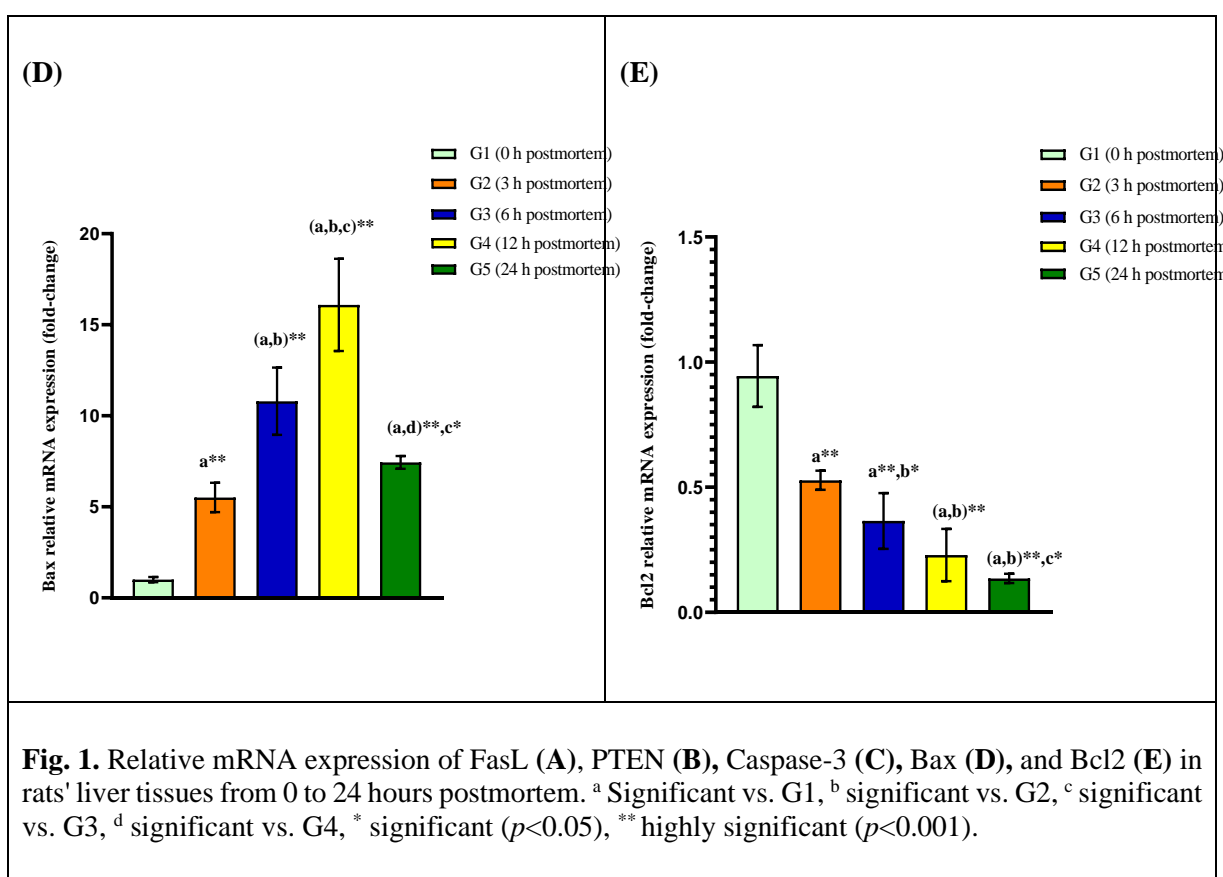 (D)
G1 (0 h postmortem)
G2 (3 h postmortem)
G3 (6 h postmortem)
G4 (12 h postmortem)
G5 (24 h postmortem)
Bax relative mRNA expression (fold-change)
20
15
10
5
0
a**
(a,b)**
(a,b,c)**
(a,d)**,c*
(E)
G1 (0 h postmortem)
G2 (3 h postmortem)
G3 (6 h postmortem)
G4 (12 h postmortem
G5 (24 h postmortem
Bcl2 relative mRNA expression (fold-change)
1.5
1.0
0.5
0.0
a**
a**,b*
(a,b)**
(a,b)**,c*
Fig. 1. Relative mRNA expression of FasL (A), PTEN (B), Caspase-3 (C), Bax (D), and Bcl2 (E) in
rats' liver tissues from 0 to 24 hours postmortem. ᵃ Significant vs. G1, ᵇ significant vs. G2, ᶜ significant
vs. G3, ᵈ significant vs. G4, * significant (p<0.05), ** highly significant (p<0.001).